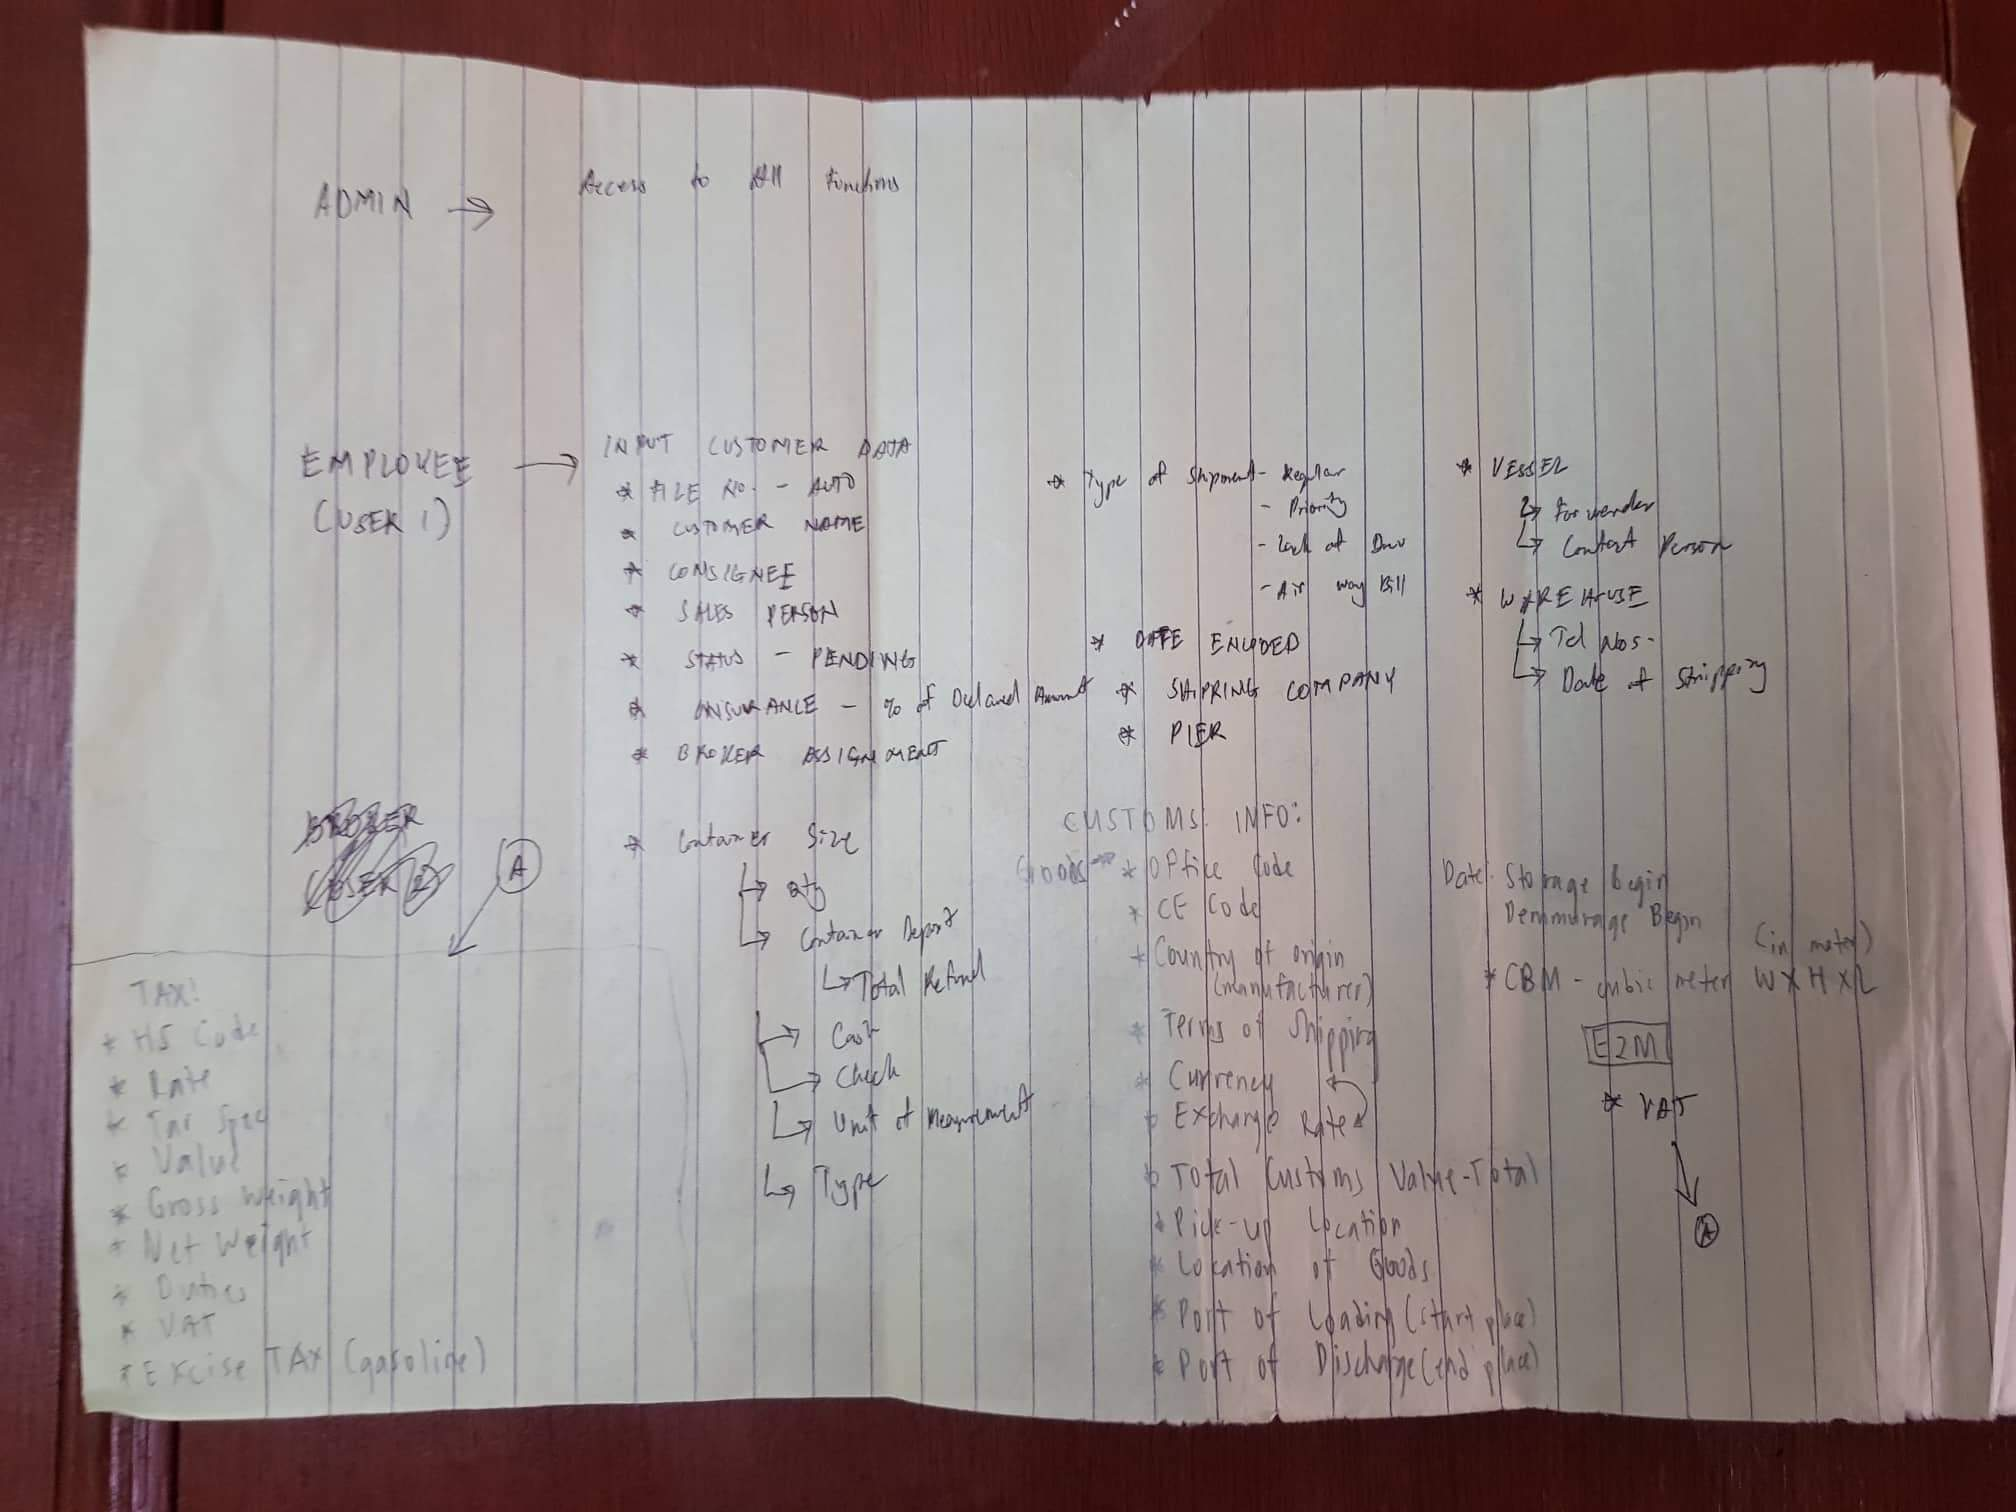 ADMIN → Access to All Functions
EMPLOYEE → INPUT CUSTOMER DATA
(USER 1)
* FILE NO. - AUTO
* CUSTOMER NAME
* CONSIGNEE
* SALES PERSON
* STATUS - PENDING
* INSURANCE - % of Declared Amount
* BROKER ASSIGNMENT
* Container Size
↳ Qty
↳ Container Deposit
↳ Total Refund
↳ Cash
↳ Check
↳ Unit of Measurement
↳ Type
* Type of Shipment - Regular
- Priority
- Lack of
- Air way Bill
* DATE ENCODED
* SHIPPING COMPANY
* PIER
* VESSEL
↳ Forwarder
↳ Contact Person
* WAREHOUSE
↳ Tel Nos-
↳ Date of Stripping
BROKER
USER 2
A
CUSTOMS INFO:
Goods → * Office Code
* CE Code
* Country of origin
(manufacturer)
* Terms of Shipping
* Currency
* Exchange Rate
* Total Customs Value-Total
* Pick-up Location
* Location of Goods
* Port of Loading (start place)
* Port of Discharge (end place)
Date: Storage Begin
Demmurage Begin
(in meter)
* CBM - cubic meter W X H X L
E2M
* VAT
A
TAX:
* HS Code
* Rate
* Tar Spec
* Value
* Gross Weight
* Net Weight
* Duties
* VAT
* Excise TAX (gasoline)